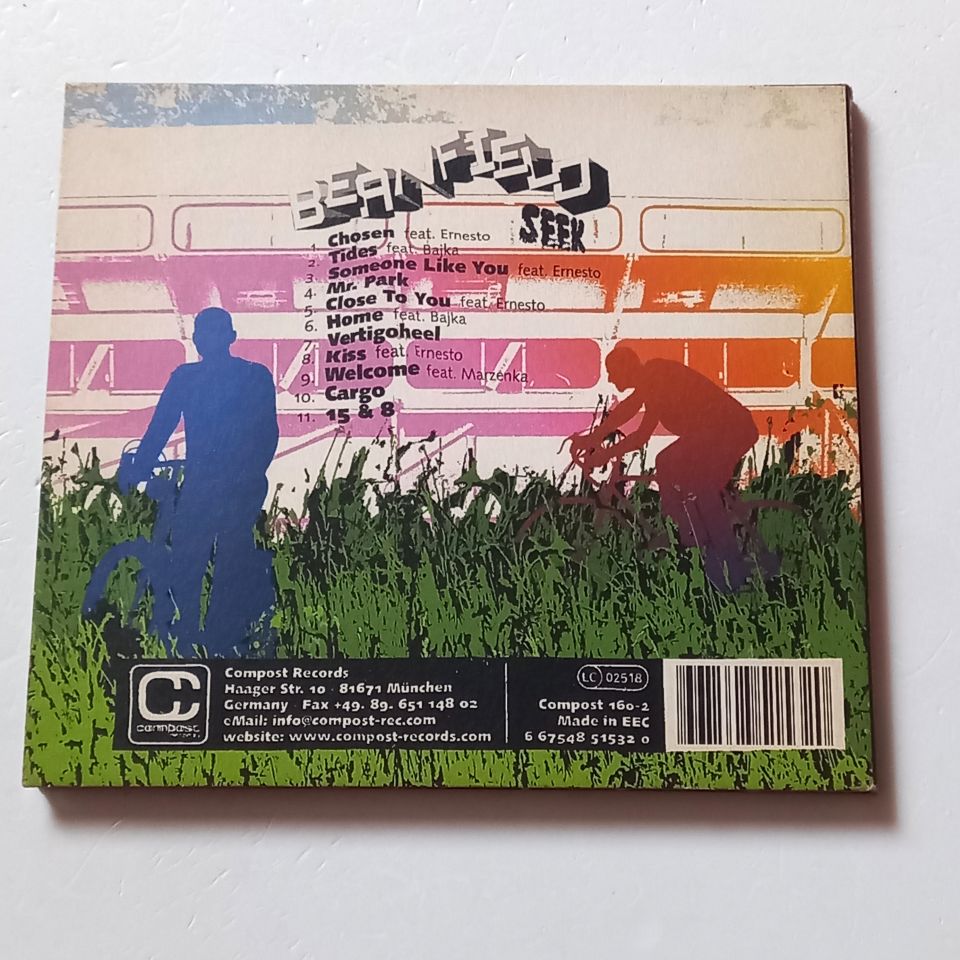 BEANFIELD
SEEK
1. Chosen feat. Ernesto
2. Tides feat. Bajka
3. Someone Like You feat. Ernesto
4. Mr. Park
5. Close To You feat. Ernesto
6. Home feat. Bajka
7. Vertigoheel
8. Kiss feat. Ernesto
9. Welcome feat. Marzenka
10. Cargo
11. 15 & 8
compost
Compost Records
Haager Str. 10 · 81671 München
Germany · Fax +49. 89. 651 148 02
eMail: info@compost-rec.com
website: www.compost-records.com
LC 02518
Compost 160-2
Made in EEC
6 67548 51532 0